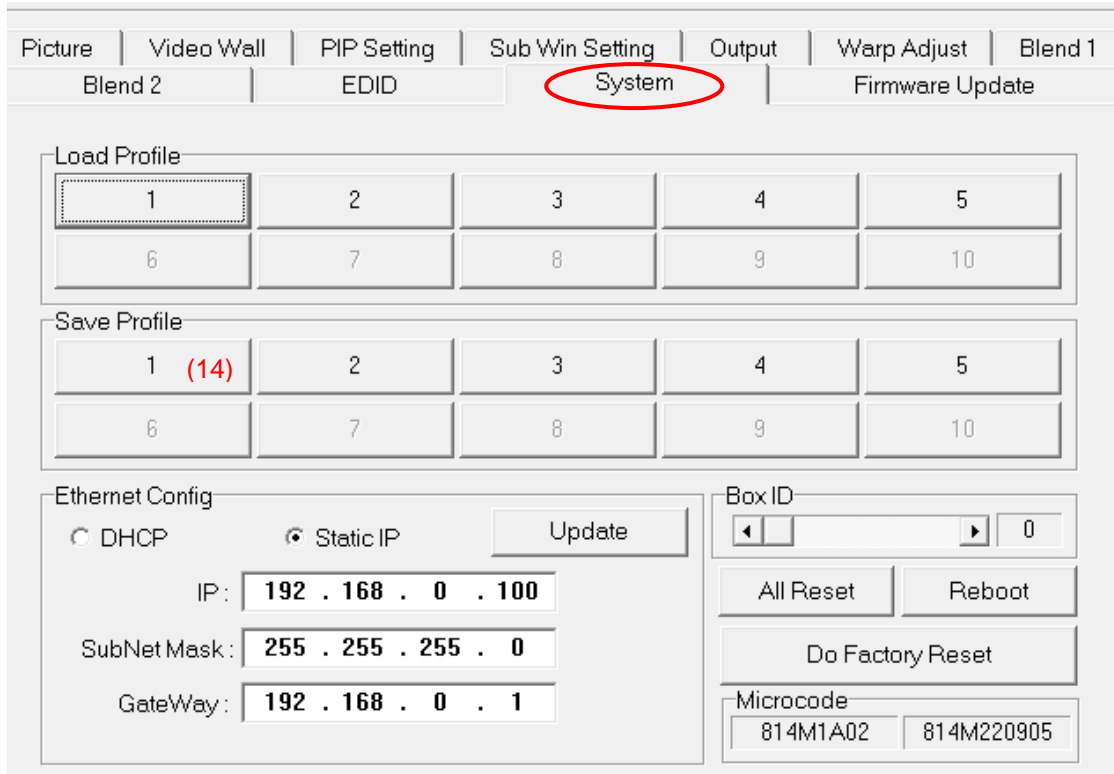 Picture Video Wall PIP Setting Sub Win Setting Output Warp Adjust Blend 1
Blend 2 EDID System Firmware Update
Load Profile
1 2 3 4 5
6 7 8 9 10
Save Profile
1 (14) 2 3 4 5
6 7 8 9 10
Ethernet Config
DHCP Static IP Update
IP : 192 . 168 . 0 . 100
SubNet Mask : 255 . 255 . 255 . 0
GateWay : 192 . 168 . 0 . 1
Box ID
0
All Reset Reboot
Do Factory Reset
Microcode
814M1A02 814M220905